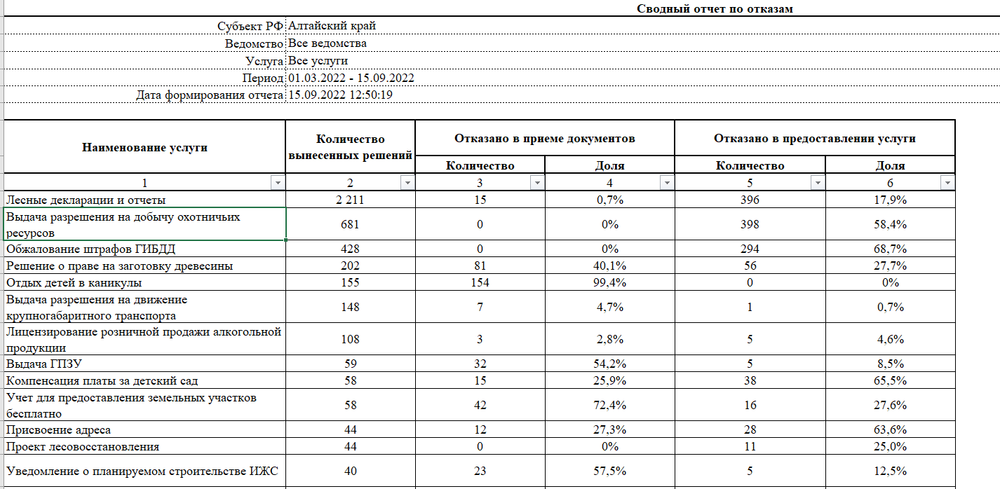 Сводный отчет по отказам
Субъект РФ Алтайский край
Ведомство Все ведомства
Услуга Все услуги
Период 01.03.2022 - 15.09.2022
Дата формирования отчета 15.09.2022 12:50:19
Наименование услуги
Количество
вынесенных решений
Отказано в приеме документов
Отказано в предоставлении услуги
Количество Доля Количество Доля
1 2 3 4 5 6
Лесные декларации и отчеты 2 211 15 0,7% 396 17,9%
Выдача разрешения на добычу охотничьих
ресурсов
681 0 0% 398 58,4%
Обжалование штрафов ГИБДД 428 0 0% 294 68,7%
Решение о праве на заготовку древесины 202 81 40,1% 56 27,7%
Отдых детей в каникулы 155 154 99,4% 0 0%
Выдача разрешения на движение
крупногабаритного транспорта
148 7 4,7% 1 0,7%
Лицензирование розничной продажи алкогольной
продукции
108 3 2,8% 5 4,6%
Выдача ГПЗУ 59 32 54,2% 5 8,5%
Компенсация платы за детский сад 58 15 25,9% 38 65,5%
Учет для предоставления земельных участков
бесплатно
58 42 72,4% 16 27,6%
Присвоение адреса 44 12 27,3% 28 63,6%
Проект лесовосстановления 44 0 0% 11 25,0%
Уведомление о планируемом строительстве ИЖС 40 23 57,5% 5 12,5%